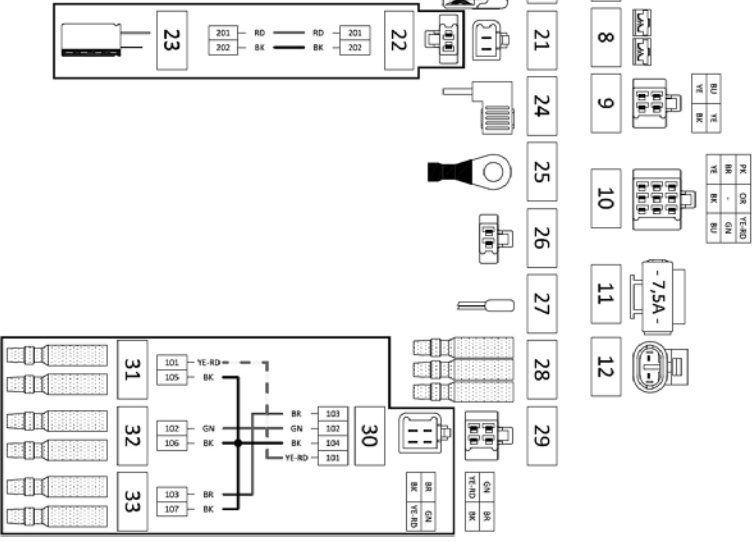 23
201 RD RD 201
202 BK BK 202
22
21
24
25
26
27
28
29
8
9
BU YE
YE BK
10
PK OR YE-RD
BR - GN
YE BK BU
11
- 7,5A -
12
31
101 YE-RD
105 BK
32
102 GN
106 BK
33
103 BR
107 BK
BR 103
GN 102
BK 104
YE-RD 101
30
BR GN
BK YE-RD
GN BR
YE-RD BK